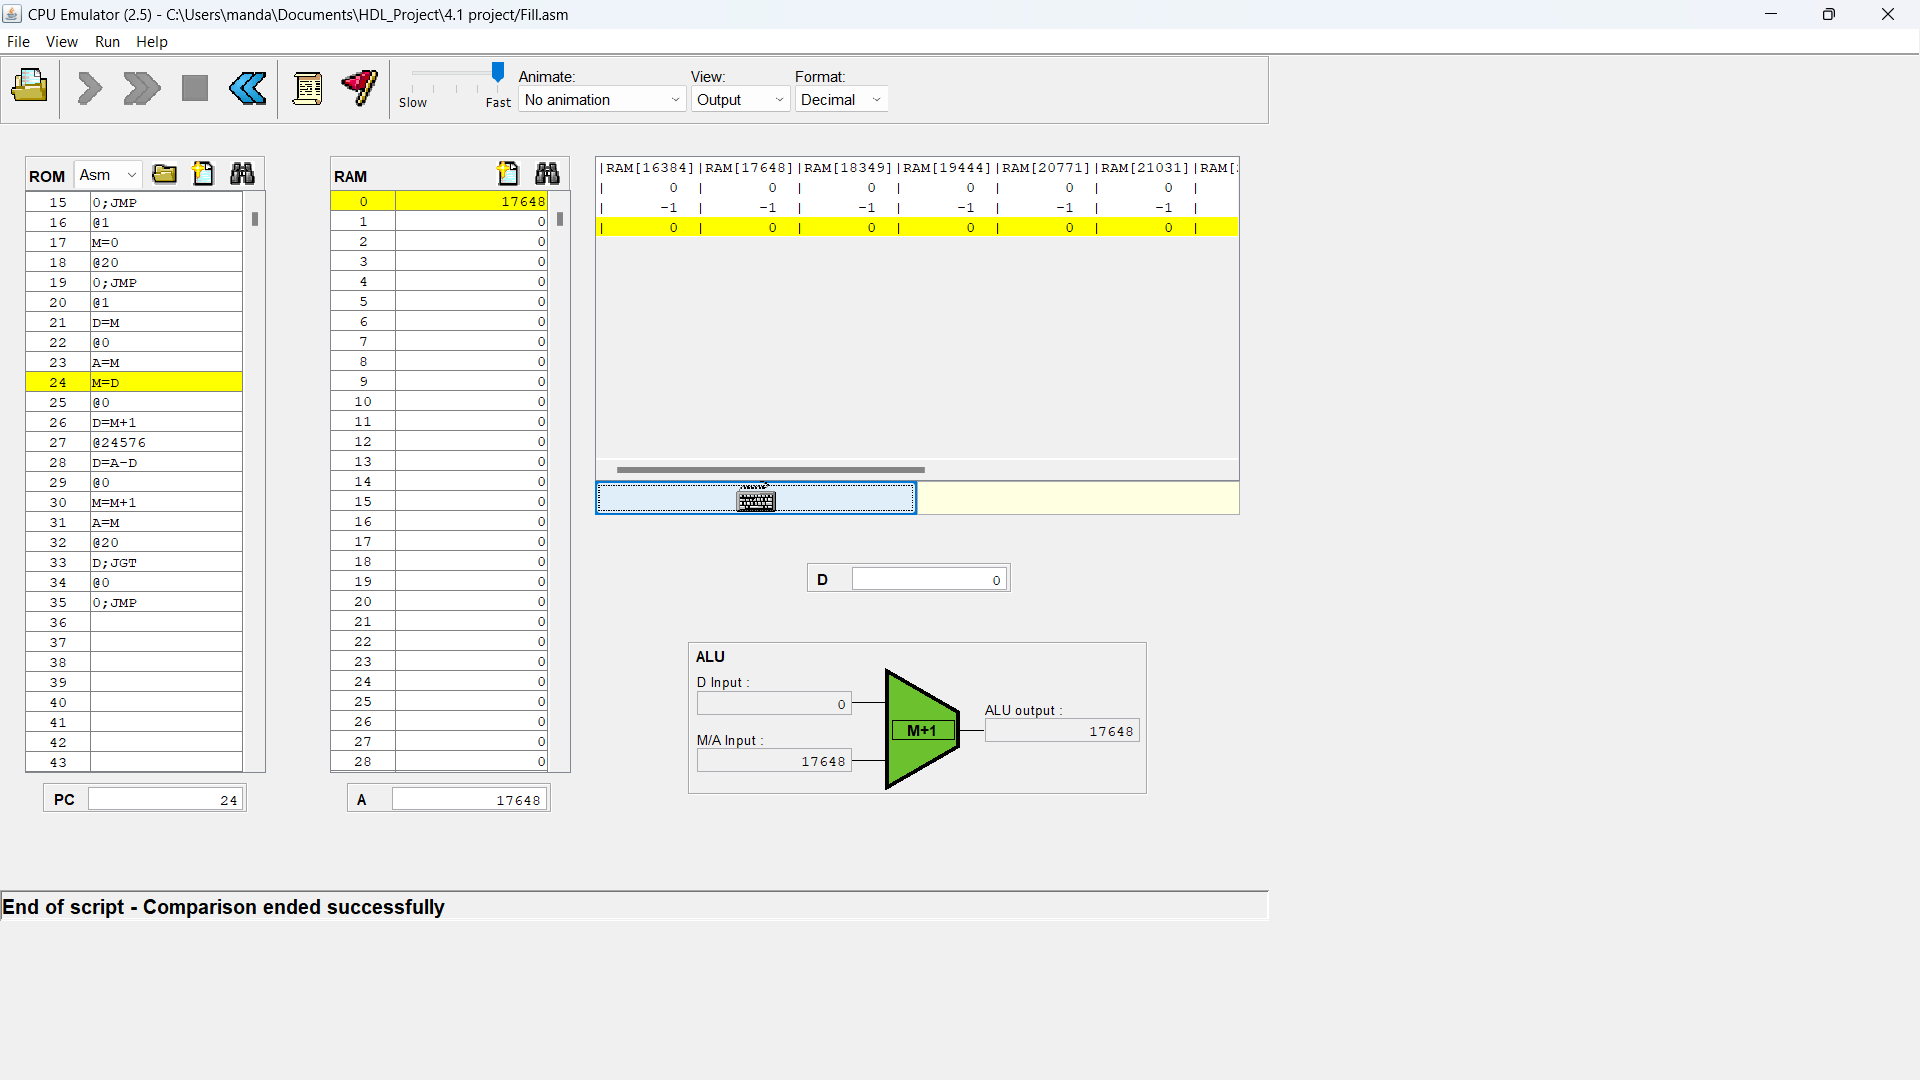 CPU Emulator (2.5) - C:\Users\manda\Documents\HDL_Project\4.1 project/Fill.asm
File View Run Help
Animate: View: Format:
Slow Fast No animation Output Decimal
ROM Asm
15 0;JMP
16 @1
17 M=0
18 @20
19 0;JMP
20 @1
21 D=M
22 @0
23 A=M
24 M=D
25 @0
26 D=M+1
27 @24576
28 D=A-D
29 @0
30 M=M+1
31 A=M
32 @20
33 D;JGT
34 @0
35 0;JMP
36
37
38
39
40
41
42
43
PC 24
RAM
0 17648
1 0
2 0
3 0
4 0
5 0
6 0
7 0
8 0
9 0
10 0
11 0
12 0
13 0
14 0
15 0
16 0
17 0
18 0
19 0
20 0
21 0
22 0
23 0
24 0
25 0
26 0
27 0
28 0
A 17648
|RAM[16384]|RAM[17648]|RAM[18349]|RAM[19444]|RAM[20771]|RAM[21031]|RAM[
| 0 | 0 | 0 | 0 | 0 | 0 |
| -1 | -1 | -1 | -1 | -1 | -1 |
| 0 | 0 | 0 | 0 | 0 | 0 |
D 0
ALU
D Input :
0
M/A Input :
17648
M+1
ALU output :
17648
End of script - Comparison ended successfully